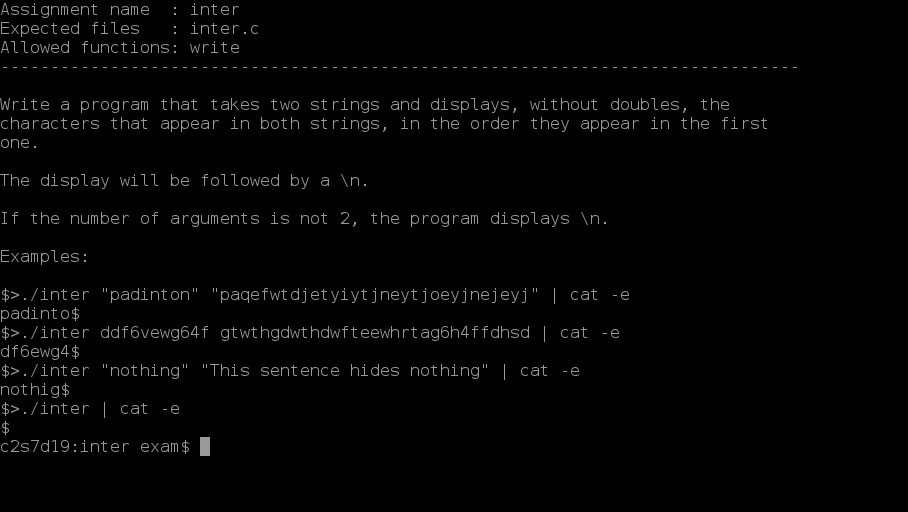 Assignment name  : inter
Expected files   : inter.c
Allowed functions: write
--------------------------------------------------------------------------------
Write a program that takes two strings and displays, without doubles, the
characters that appear in both strings, in the order they appear in the first
one.
The display will be followed by a \n.
If the number of arguments is not 2, the program displays \n.
Examples:
$>./inter "padinton" "paqefwtdjetyiytjneytjoeyjnejeyj" | cat -e
padinto$
$>./inter ddf6vewg64f gtwthgdwthdwfteewhrtag6h4ffdhsd | cat -e
df6ewg4$
$>./inter "nothing" "This sentence hides nothing" | cat -e
nothig$
$>./inter | cat -e
$
c2s7d19:inter exam$